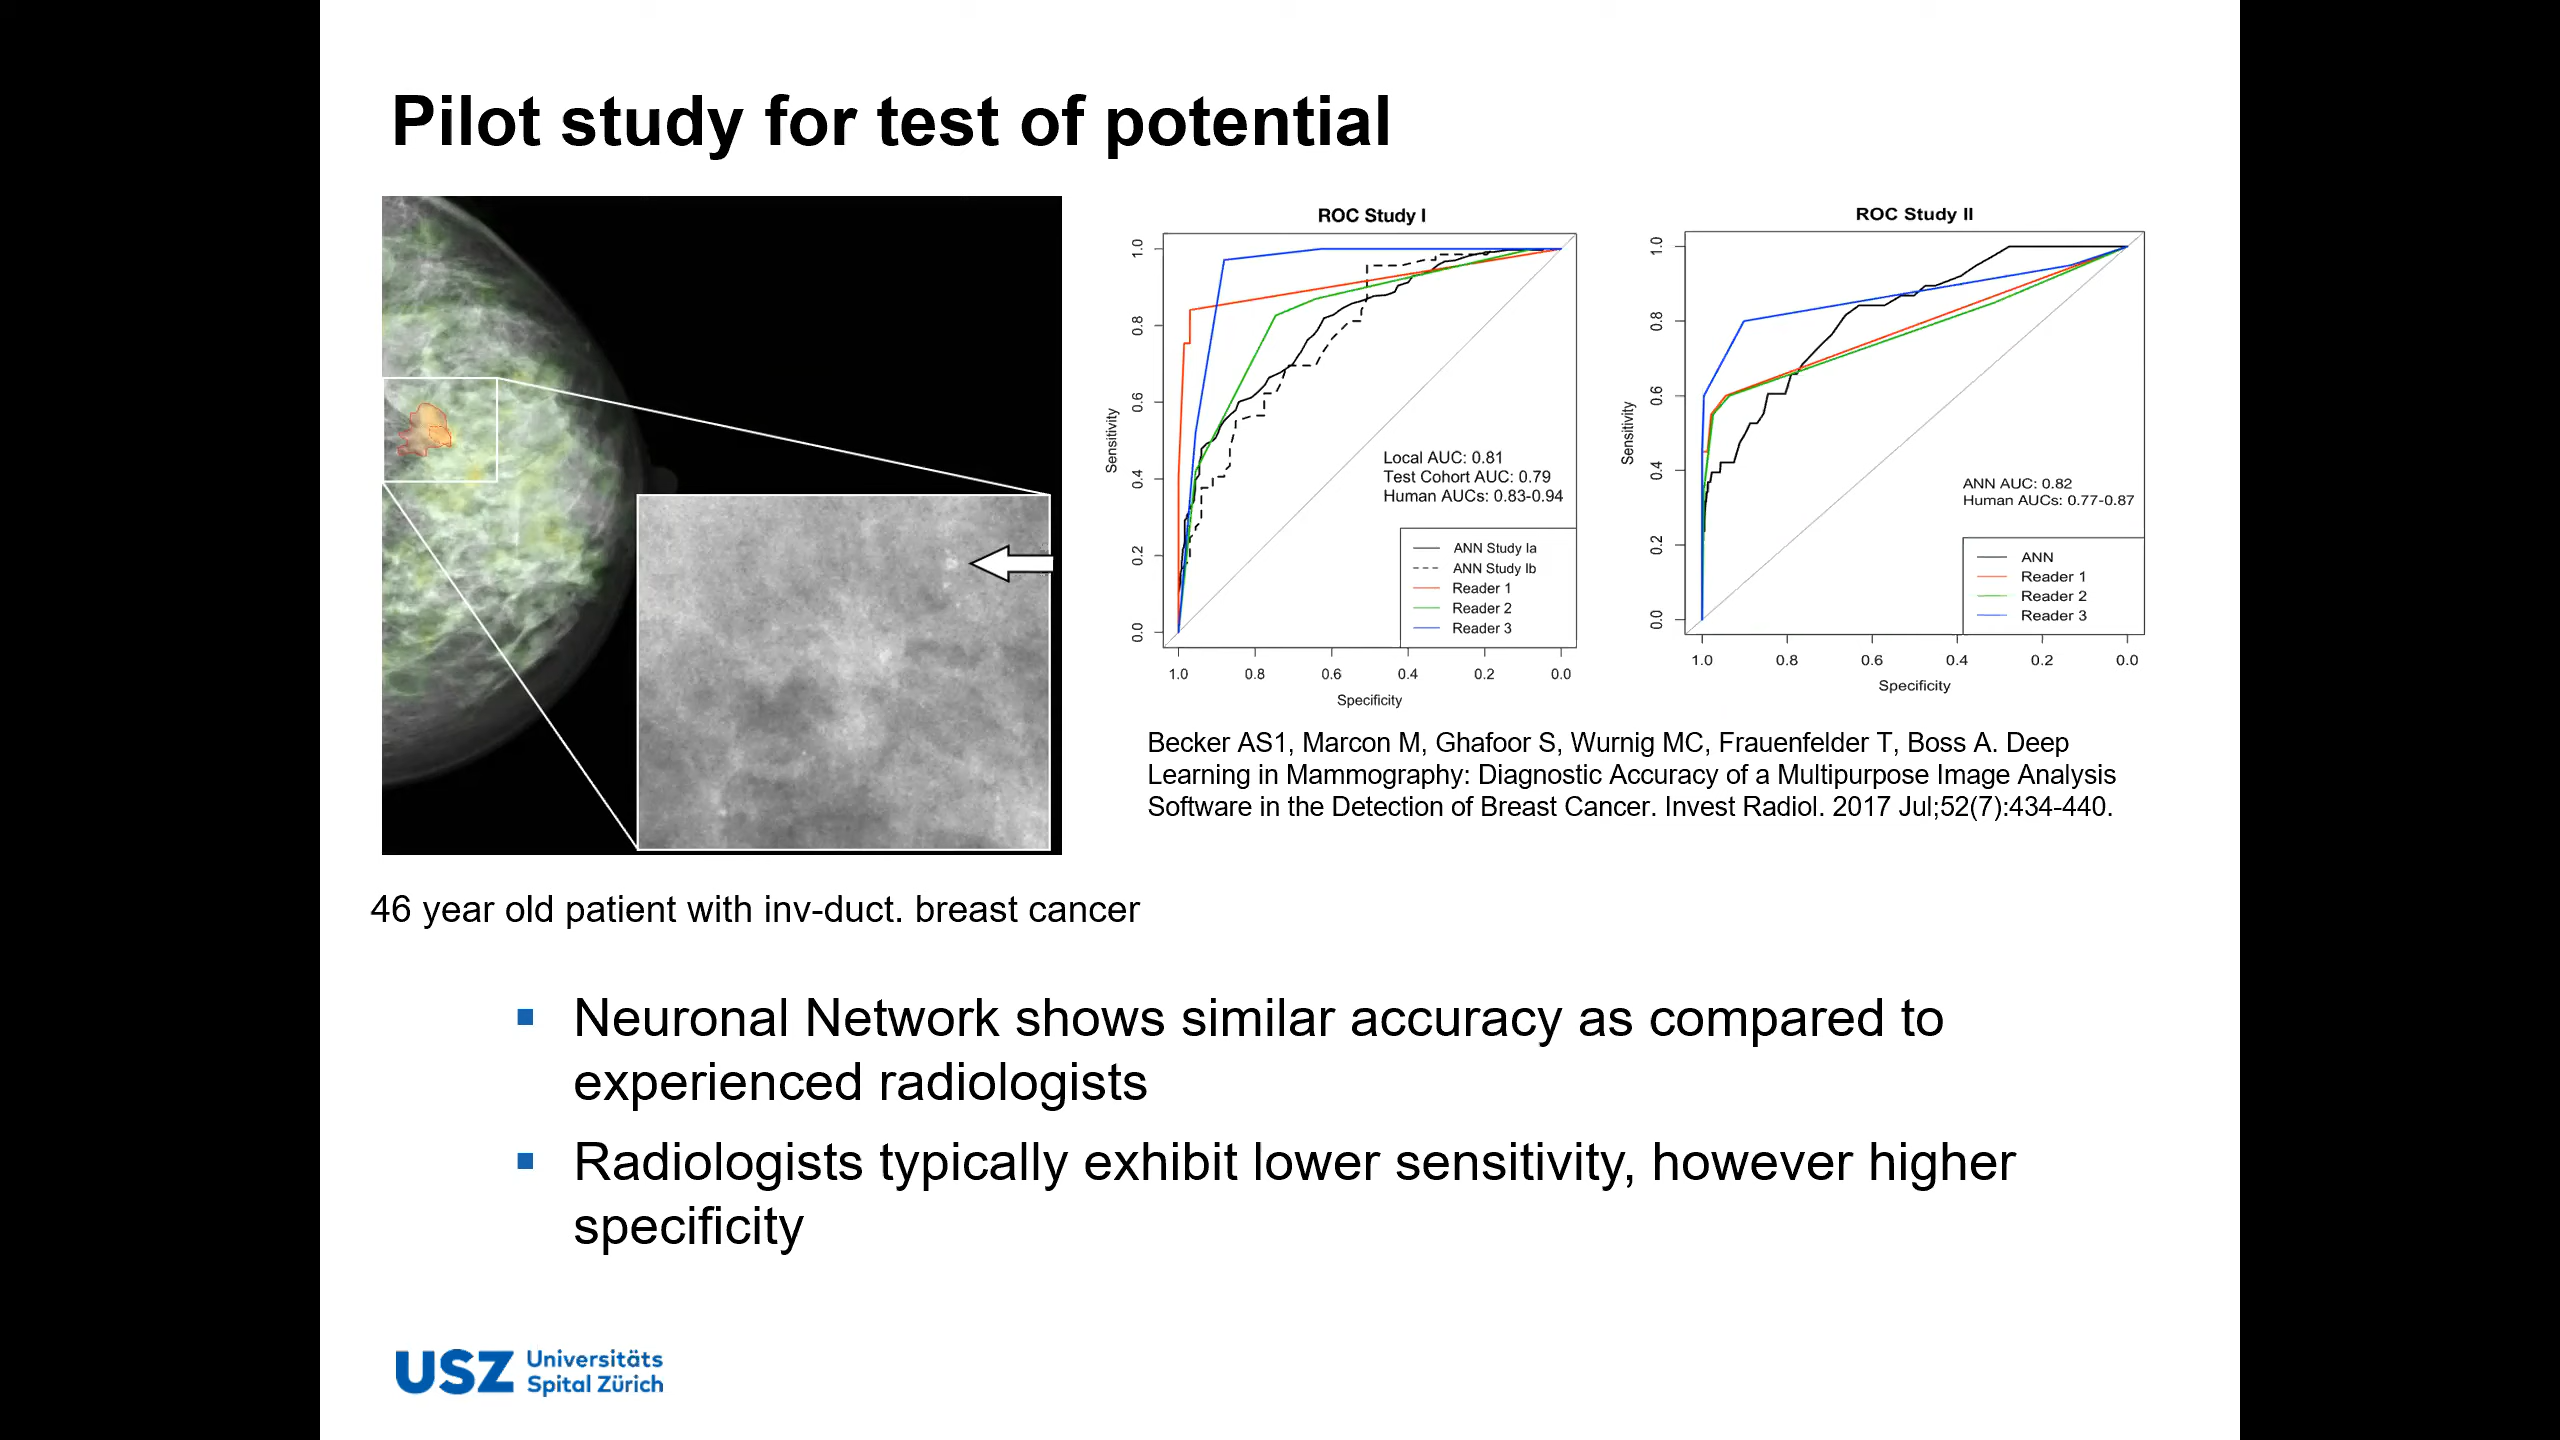 Pilot study for test of potential
ROC Study I
1.0
0.8
0.6
0.4
0.2
0.0
Sensitivity
Local AUC: 0.81
Test Cohort AUC: 0.79
Human AUCs: 0.83-0.94
ANN Study Ia
ANN Study Ib
Reader 1
Reader 2
Reader 3
1.0 0.8 0.6 0.4 0.2 0.0
Specificity
ROC Study II
1.0
0.8
0.6
0.4
0.2
0.0
Sensitivity
ANN AUC: 0.82
Human AUCs: 0.77-0.87
ANN
Reader 1
Reader 2
Reader 3
1.0 0.8 0.6 0.4 0.2 0.0
Specificity
Becker AS1, Marcon M, Ghafoor S, Wurnig MC, Frauenfelder T, Boss A. Deep
Learning in Mammography: Diagnostic Accuracy of a Multipurpose Image Analysis
Software in the Detection of Breast Cancer. Invest Radiol. 2017 Jul;52(7):434-440.
46 year old patient with inv-duct. breast cancer
▪ Neuronal Network shows similar accuracy as compared to
experienced radiologists
▪ Radiologists typically exhibit lower sensitivity, however higher
specificity
USZ Universitäts
Spital Zürich